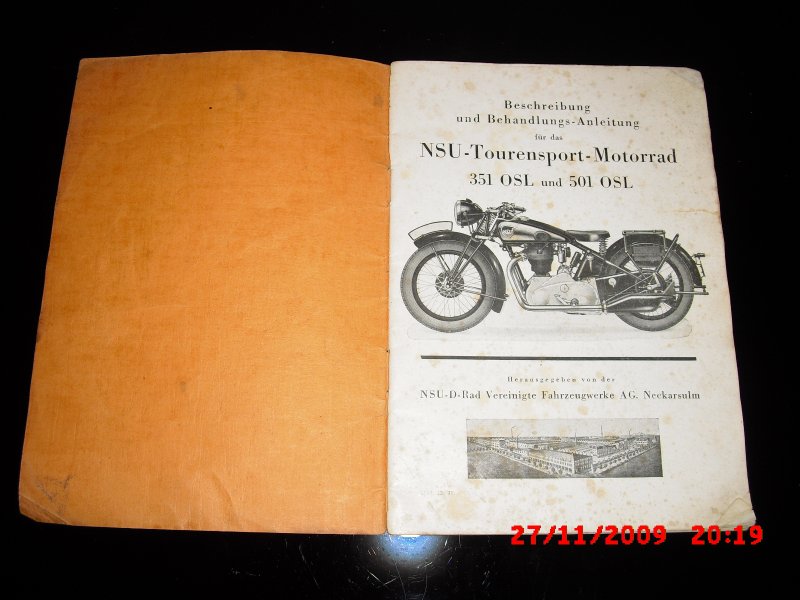 Beschreibung
und Behandlungs-Anleitung
für das
NSU-Tourensport-Motorrad
351 OSL und 501 OSL
NSU
Herausgegeben von den
NSU-D-Rad Vereinigte Fahrzeugwerke AG. Neckarsulm
27/11/2009 20:19